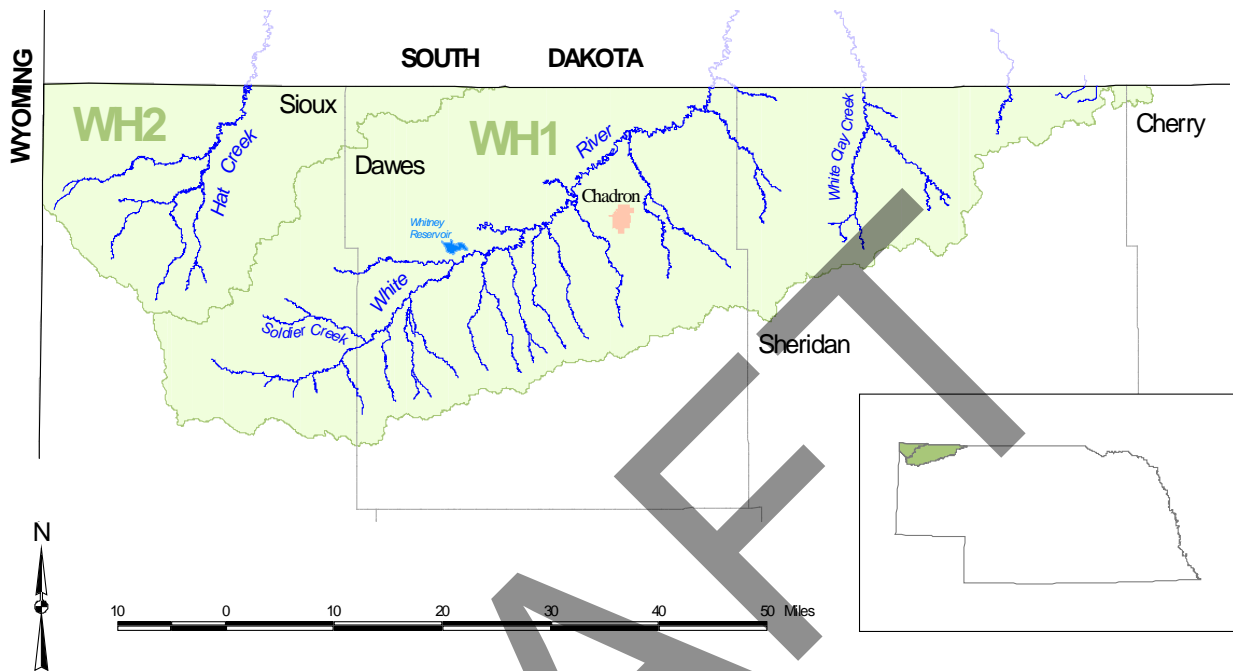 SOUTH DAKOTA
WYOMING
Sioux
WH2
WH1
Cherry
Hat Creek
Dawes
River
White Clay Creek
Chadron
Whitney
Reservoir
White
Soldier Creek
Sheridan
N
10 0 10 20 30 40 50 Miles
AFT